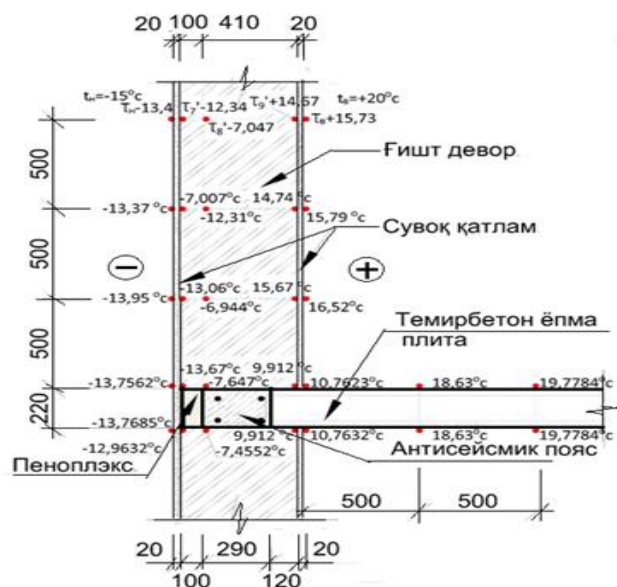 20 100 410 20
tн=-15°c τ9'+14,67 tв=+20°c
τн-13,4 τ7'-12,34 τв+15,73
τ8'-7,047
500
Ғишт девор
-7,007°c 14,74°c
-13,37°c -12,31°c 15,79°c
Сувоқ қатлам
500
-13,06°c 15,67°c
-13,95°c -6,944°c 16,52°c
Темирбетон ёпма
плита
500
-13,67°c 9,912°c
-13,7562°c -7,647°c 10,7623°c 18,63°c 19,7784°c
220
-13,7685°c 9,912°c 10,7632°c 18,63°c 19,7784°c
-12,9632°c -7,4552°c Антисейсмик пояс
Пеноплэкс
500 500
20 290 20
100 120